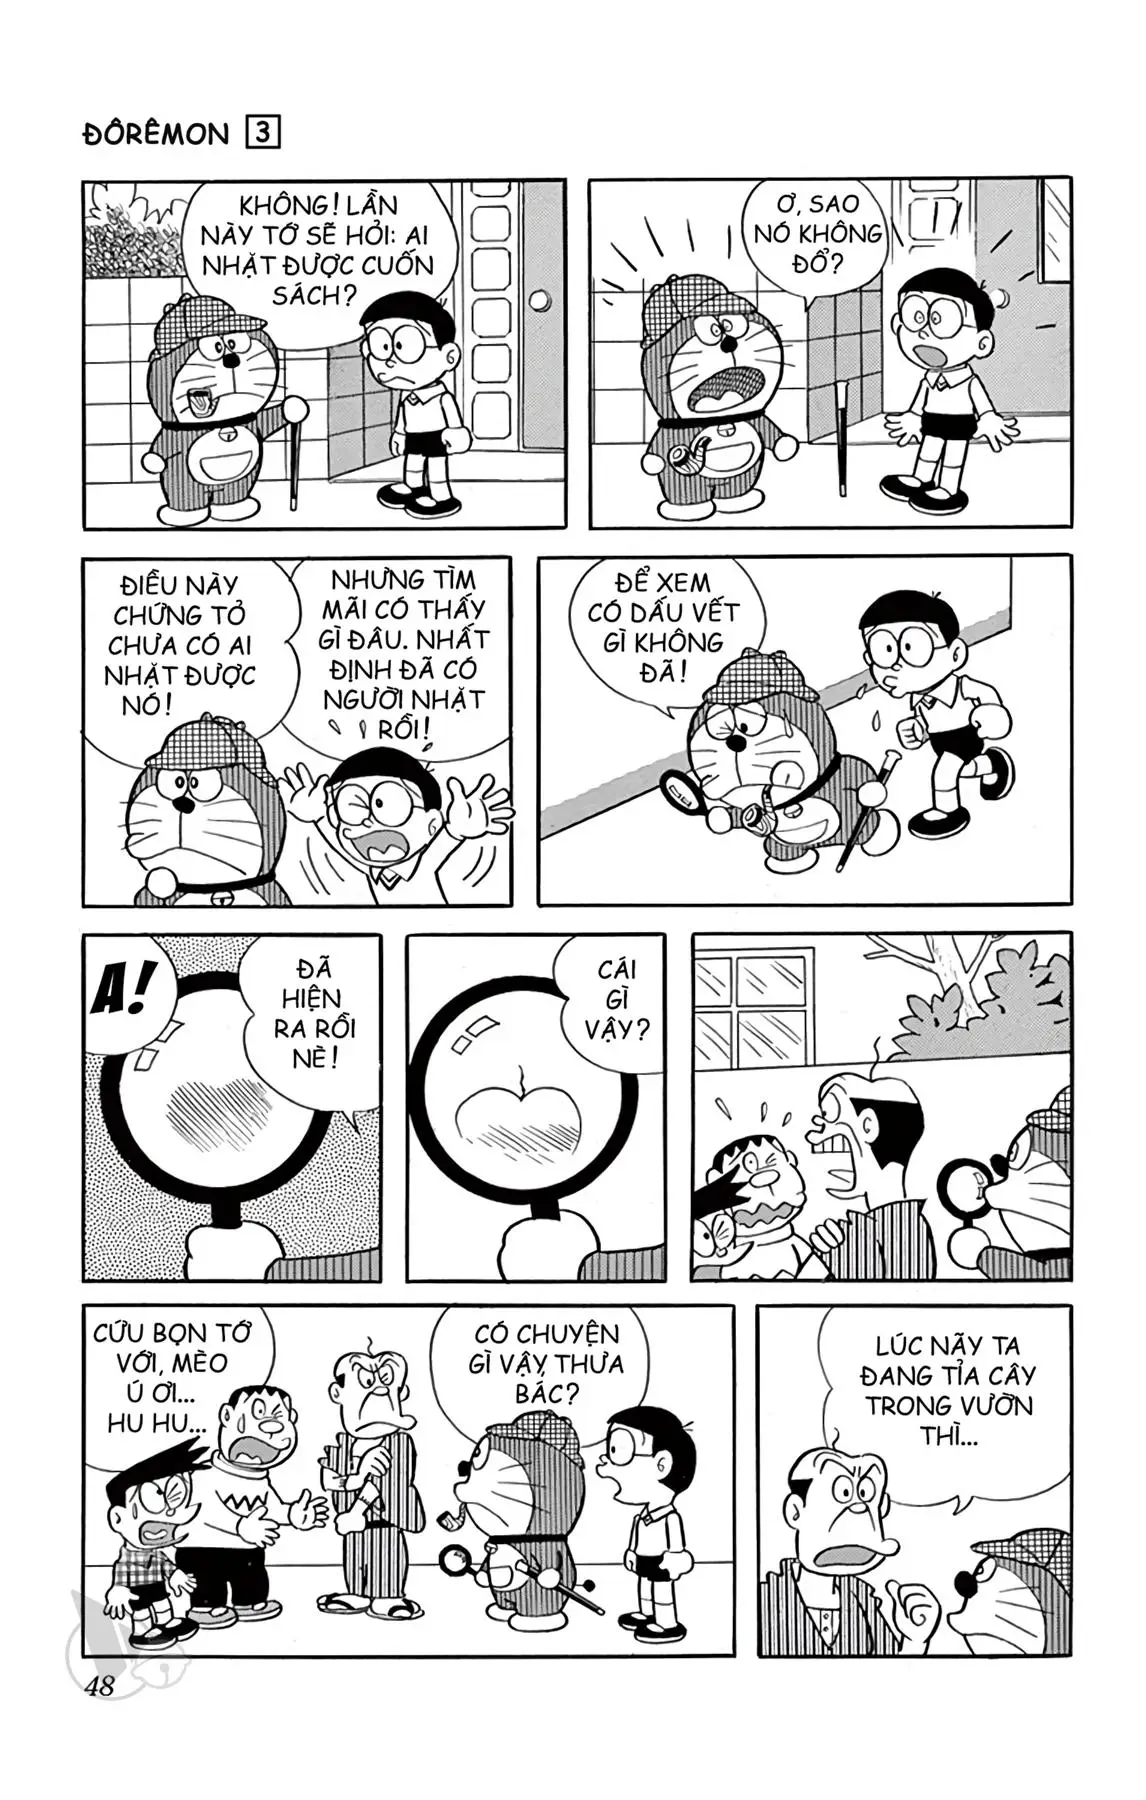 ĐÔRÊMON 3
KHÔNG! LẦN
NÀY TỚ SẼ HỎI: AI
NHẶT ĐƯỢC CUỐN
SÁCH?
Ơ, SAO
NÓ KHÔNG
ĐỔ?
ĐIỀU NÀY
CHỨNG TỎ
CHƯA CÓ AI
NHẶT ĐƯỢC
NÓ!
NHƯNG TÌM
MÃI CÓ THẤY
GÌ ĐÂU. NHẤT
ĐỊNH ĐÃ CÓ
NGƯỜI NHẶT
RỒI!
ĐỂ XEM
CÓ DẤU VẾT
GÌ KHÔNG
ĐÃ!
A!
ĐÃ
HIỆN
RA RỒI
NÈ!
CÁI
GÌ
VẬY?
CỨU BỌN TỚ
VỚI, MÈO
Ú ƠI...
HU HU...
CÓ CHUYỆN
GÌ VẬY, THƯA
BÁC?
LÚC NÃY TA
ĐANG TỈA CÂY
TRONG VƯỜN
THÌ...
48